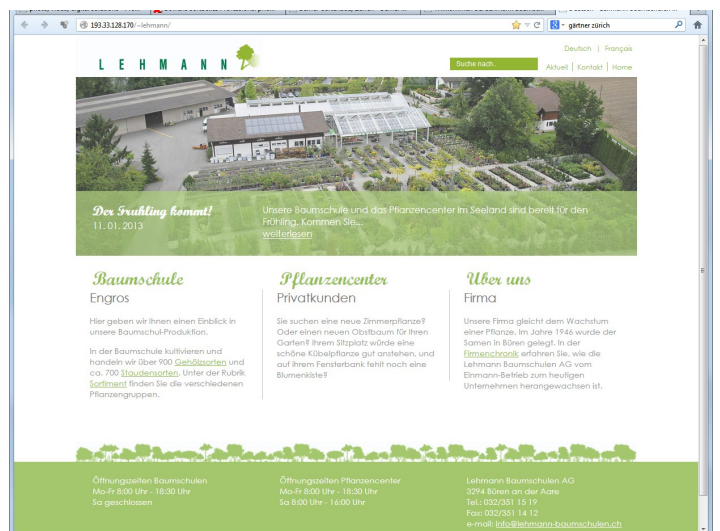 193.33.128.170/~lehmann/
gärtner zürich
Deutsch | Français
LEHMANN
Suche nach..
Aktuell | Kontakt | Home
Der Frühling kommt!
11.01.2013
Unsere Baumschule und das Pflanzencenter im Seeland sind bereit für den
Frühling. Kommen Sie...
weiterlesen
Baumschule
Engros
Hier geben wir Ihnen einen Einblick in
unsere Baumschul-Produktion.
In der Baumschule kultivieren und
handeln wir über 900 Gehölzsorten und
ca. 700 Staudensorten. Unter der Rubrik
Sortiment finden Sie die verschiedenen
Pflanzengruppen.
Pflanzencenter
Privatkunden
Sie suchen eine neue Zimmerpflanze?
Oder einen neuen Obstbaum für Ihren
Garten? Ihrem Sitzplatz würde eine
schöne Kübelpflanze gut anstehen, und
auf ihrem Fensterbank fehlt noch eine
Blumenkiste?
Über uns
Firma
Unsere Firma gleicht dem Wachstum
einer Pflanze. Im Jahre 1946 wurde der
Samen in Büren gelegt. In der
Firmenchronik erfahren Sie, wie die
Lehmann Baumschulen AG vom
Einmann-Betrieb zum heutigen
Unternehmen herangewachsen ist.
Öffnungszeiten Baumschulen
Mo-Fr 8:00 Uhr - 18:30 Uhr
Sa geschlossen
Öffnungszeiten Pflanzencenter
Mo-Fr 8:00 Uhr - 18:30 Uhr
Sa 8:00 Uhr - 16:00 Uhr
Lehmann Baumschulen AG
3294 Büren an der Aare
Tel.: 032/351 15 19
Fax: 032/351 14 12
e-mail: info@lehmann-baumschulen.ch